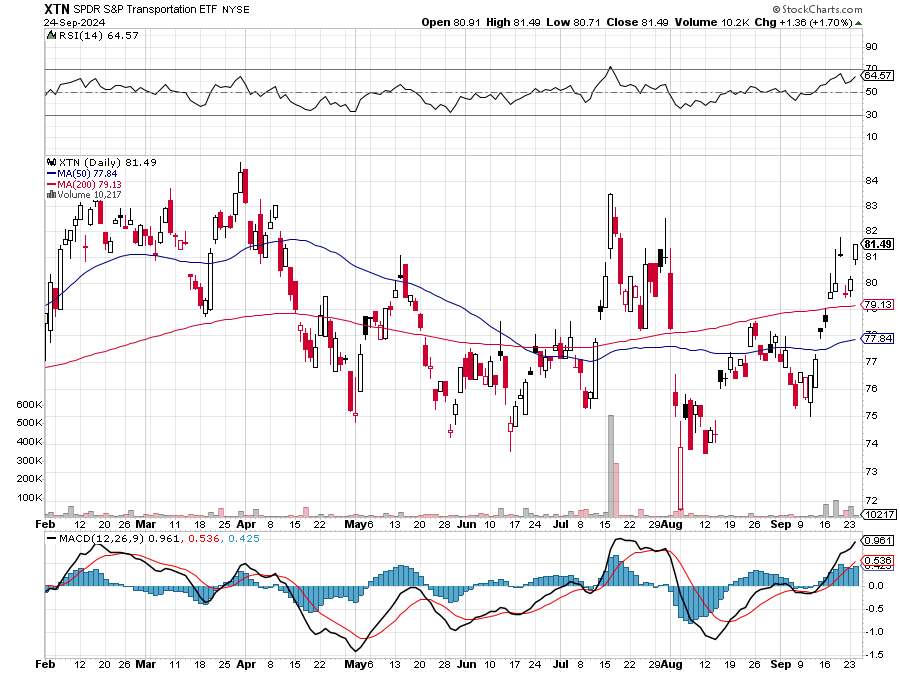 XTN SPDR S&P Transportation ETF NYSE
© StockCharts.com
24-Sep-2024
Open 80.91 High 81.49 Low 80.71 Close 81.49 Volume 10.2K Chg +1.36 (+1.70%)
RSI(14) 64.57
90
70
64.57
50
30
10
XTN (Daily) 81.49
MA(50) 77.84
MA(200) 79.13
Volume 10,217
84
83
82
81.49
81
80
79.13
78
77.84
77
76
75
74
73
72
10217
600K
500K
400K
300K
200K
100K
Feb 12 20 26 Mar 11 18 25 Apr 8 15 22 May 6 13 20 28 Jun 10 17 24 Jul 8 15 22 29 Aug 12 19 26 Sep 9 16 23
MACD(12,26,9) 0.961, 0.536, 0.425
0.961
0.536
0.425
0.0
-0.5
-1.0
-1.5
Feb 12 20 26 Mar 11 18 25 Apr 8 15 22 May 6 13 20 28 Jun 10 17 24 Jul 8 15 22 29 Aug 12 19 26 Sep 9 16 23